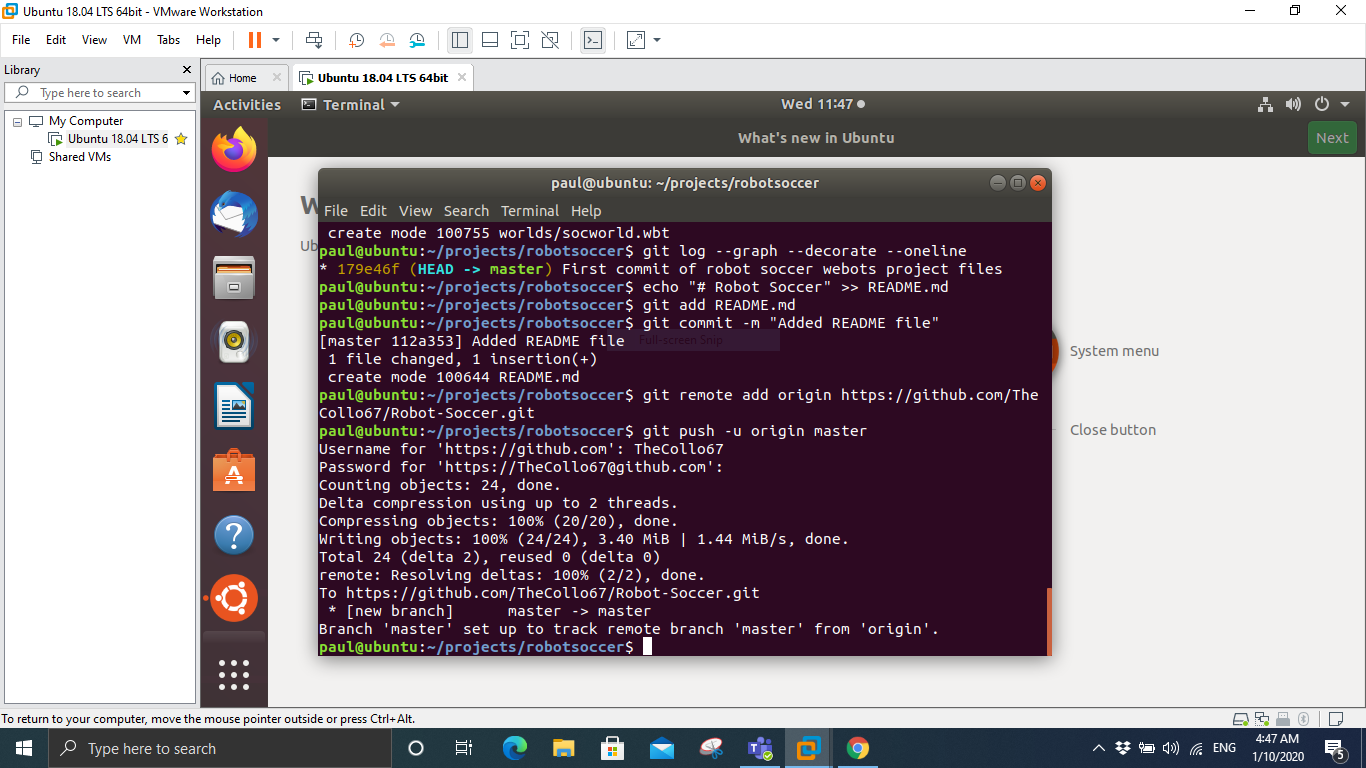 Ubuntu 18.04 LTS 64bit - VMware Workstation
File Edit View VM Tabs Help
Library
Type here to search
My Computer
Ubuntu 18.04 LTS 6
Shared VMs
Home
Ubuntu 18.04 LTS 64bit
Activities Terminal Wed 11:47
What's new in Ubuntu
Next
W
Ub
System menu
Close button
paul@ubuntu: ~/projects/robotsoccer
File Edit View Search Terminal Help
create mode 100755 worlds/socworld.wbt
paul@ubuntu:~/projects/robotsoccer$ git log --graph --decorate --oneline
* 179e46f (HEAD -> master) First commit of robot soccer webots project files
paul@ubuntu:~/projects/robotsoccer$ echo "# Robot Soccer" >> README.md
paul@ubuntu:~/projects/robotsoccer$ git add README.md
paul@ubuntu:~/projects/robotsoccer$ git commit -m "Added README file"
[master 112a353] Added README file
Full-screen Snip
1 file changed, 1 insertion(+)
create mode 100644 README.md
paul@ubuntu:~/projects/robotsoccer$ git remote add origin https://github.com/The
Collo67/Robot-Soccer.git
paul@ubuntu:~/projects/robotsoccer$ git push -u origin master
Username for 'https://github.com': TheCollo67
Password for 'https://TheCollo67@github.com':
Counting objects: 24, done.
Delta compression using up to 2 threads.
Compressing objects: 100% (20/20), done.
Writing objects: 100% (24/24), 3.40 MiB | 1.44 MiB/s, done.
Total 24 (delta 2), reused 0 (delta 0)
remote: Resolving deltas: 100% (2/2), done.
To https://github.com/TheCollo67/Robot-Soccer.git
* [new branch] master -> master
Branch 'master' set up to track remote branch 'master' from 'origin'.
paul@ubuntu:~/projects/robotsoccer$
To return to your computer, move the mouse pointer outside or press Ctrl+Alt.
Type here to search
ENG
4:47 AM
1/10/2020
5